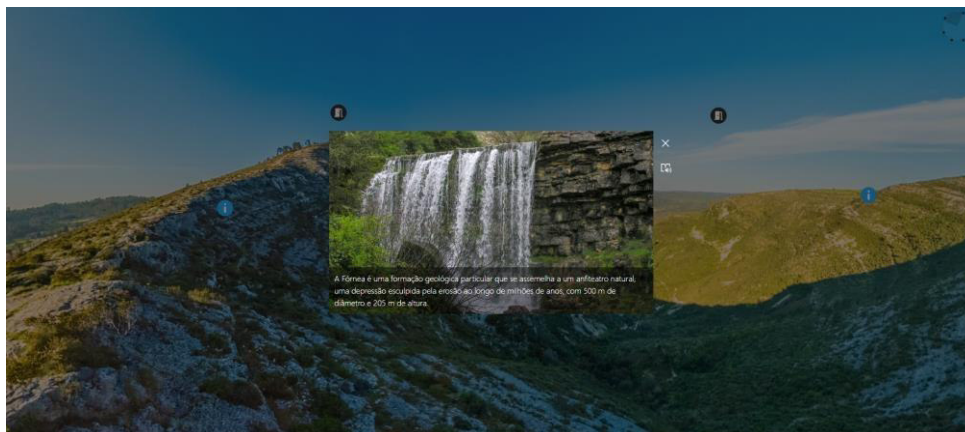 A Fórnea é uma formação geológica particular que se assemelha a um anfiteatro natural,
uma depressão esculpida pela erosão ao longo de milhões de anos, com 500 m de
diâmetro e 205 m de altura.